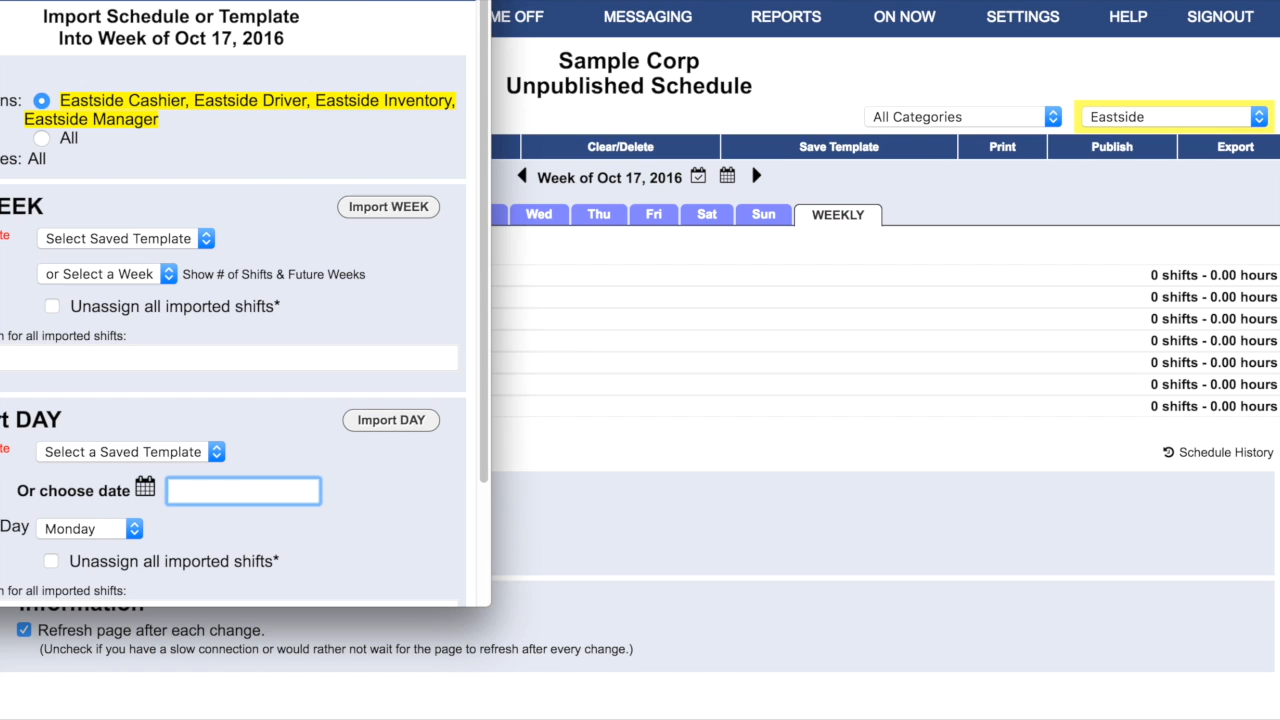 Import Schedule or Template
Into Week of Oct 17, 2016
ns: Eastside Cashier, Eastside Driver, Eastside Inventory,
Eastside Manager
All
es: All
EEK
Import WEEK
te
Select Saved Template
or Select a Week Show # of Shifts & Future Weeks
Unassign all imported shifts*
n for all imported shifts:
t DAY
Import DAY
te
Select a Saved Template
Or choose date
Day Monday
Unassign all imported shifts*
n for all imported shifts:
ME OFF MESSAGING REPORTS ON NOW SETTINGS HELP SIGNOUT
Sample Corp
Unpublished Schedule
All Categories Eastside
Clear/Delete Save Template Print Publish Export
Week of Oct 17, 2016
Wed Thu Fri Sat Sun WEEKLY
0 shifts - 0.00 hours
0 shifts - 0.00 hours
0 shifts - 0.00 hours
0 shifts - 0.00 hours
0 shifts - 0.00 hours
0 shifts - 0.00 hours
0 shifts - 0.00 hours
Schedule History
Information
Refresh page after each change.
(Uncheck if you have a slow connection or would rather not wait for the page to refresh after every change.)